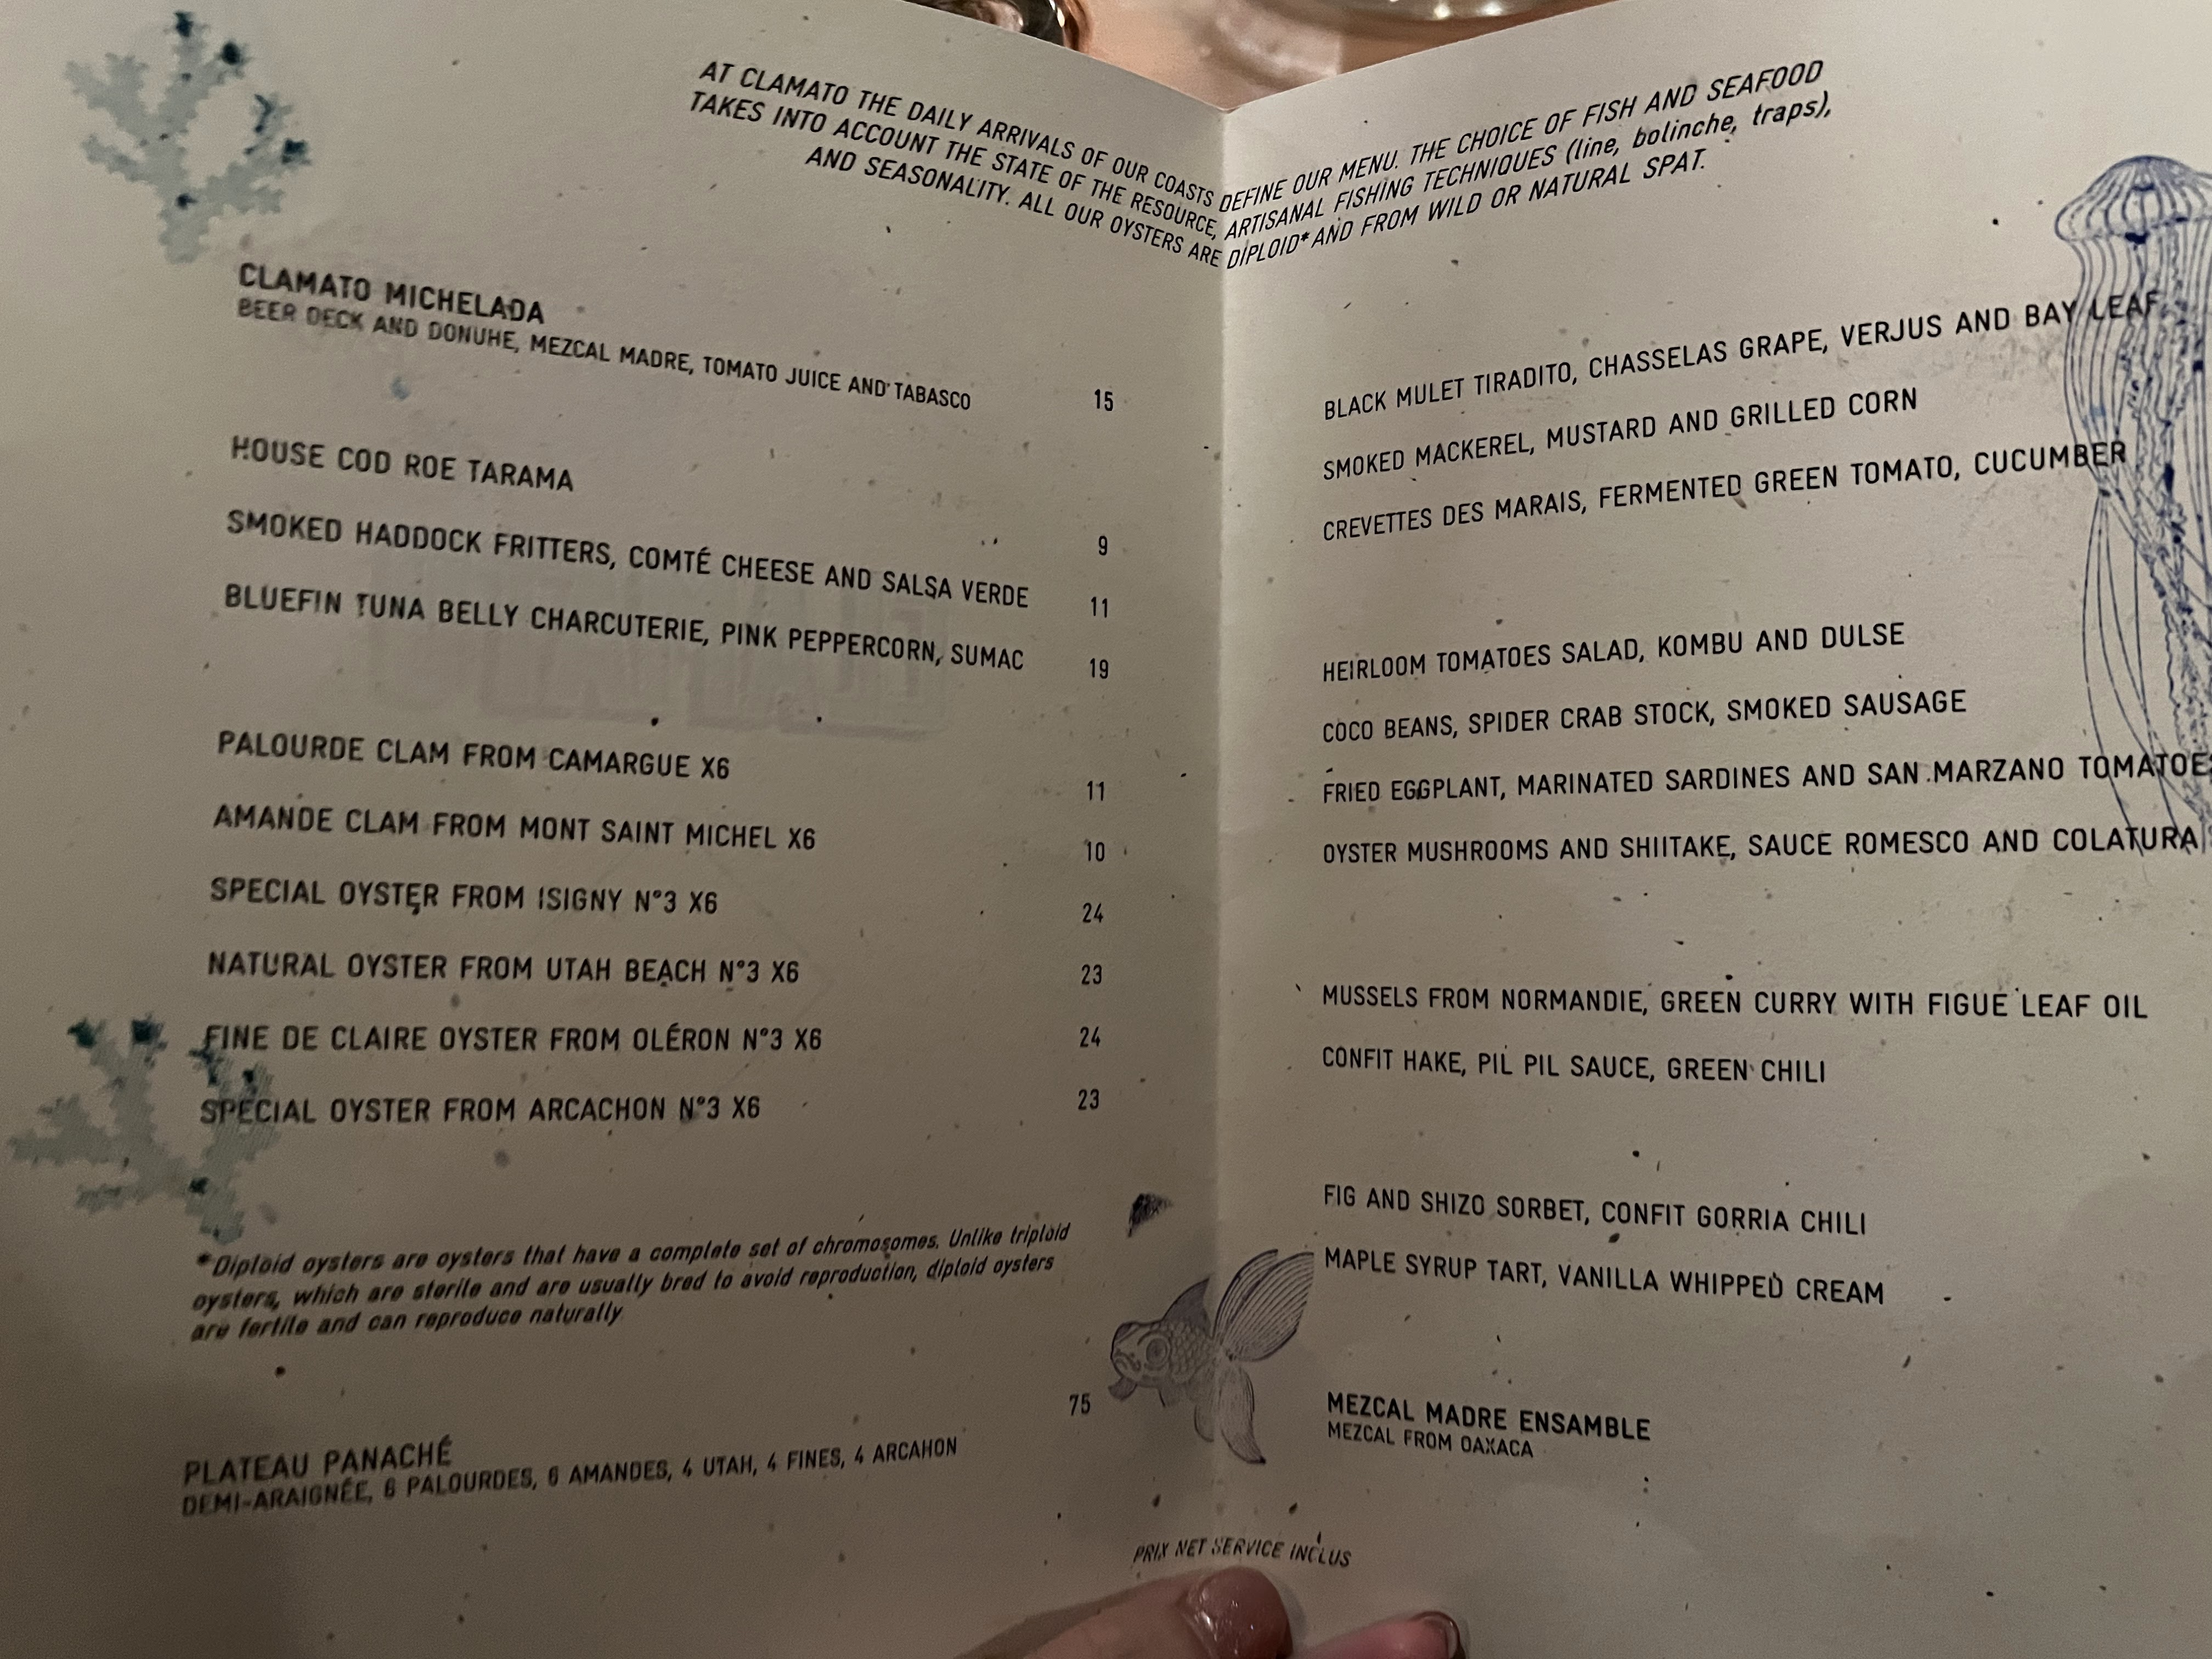 AT CLAMATO THE DAILY ARRIVALS OF OUR COASTS DEFINE OUR MENU. THE CHOICE OF FISH AND SEAFOOD
TAKES INTO ACCOUNT THE STATE OF THE RESOURCE, ARTISANAL FISHING TECHNIQUES (line, bolinche, traps),
AND SEASONALITY. ALL OUR OYSTERS ARE DIPLOID* AND FROM WILD OR NATURAL SPAT.
CLAMATO MICHELADA
BEER DECK AND DONUHE, MEZCAL MADRE, TOMATO JUICE AND TABASCO 15
HOUSE COD ROE TARAMA 9
SMOKED HADDOCK FRITTERS, COMTÉ CHEESE AND SALSA VERDE 11
BLUEFIN TUNA BELLY CHARCUTERIE, PINK PEPPERCORN, SUMAC 19
PALOURDE CLAM FROM CAMARGUE X6 11
AMANDE CLAM FROM MONT SAINT MICHEL X6 10
SPECIAL OYSTER FROM ISIGNY N°3 X6 24
NATURAL OYSTER FROM UTAH BEACH N°3 X6 23
FINE DE CLAIRE OYSTER FROM OLÉRON N°3 X6 24
SPECIAL OYSTER FROM ARCACHON N°3 X6 23
*Diploid oysters are oysters that have a complete set of chromosomes. Unlike triploid
oysters, which are sterile and are usually bred to avoid reproduction, diploid oysters
are fertile and can reproduce naturally
PLATEAU PANACHÉ 75
DEMI-ARAIGNÉE, 6 PALOURDES, 6 AMANDES, 4 UTAH, 4 FINES, 4 ARCAHON
BLACK MULET TIRADITO, CHASSELAS GRAPE, VERJUS AND BAY LEAF
SMOKED MACKEREL, MUSTARD AND GRILLED CORN
CREVETTES DES MARAIS, FERMENTED GREEN TOMATO, CUCUMBER
HEIRLOOM TOMATOES SALAD, KOMBU AND DULSE
COCO BEANS, SPIDER CRAB STOCK, SMOKED SAUSAGE
FRIED EGGPLANT, MARINATED SARDINES AND SAN MARZANO TOMATOES
OYSTER MUSHROOMS AND SHIITAKE, SAUCE ROMESCO AND COLATURA
MUSSELS FROM NORMANDIE, GREEN CURRY WITH FIGUE LEAF OIL
CONFIT HAKE, PIL PIL SAUCE, GREEN CHILI
FIG AND SHIZO SORBET, CONFIT GORRIA CHILI
MAPLE SYRUP TART, VANILLA WHIPPED CREAM
MEZCAL MADRE ENSAMBLE
MEZCAL FROM OAXACA
PRIX NET SERVICE INCLUS